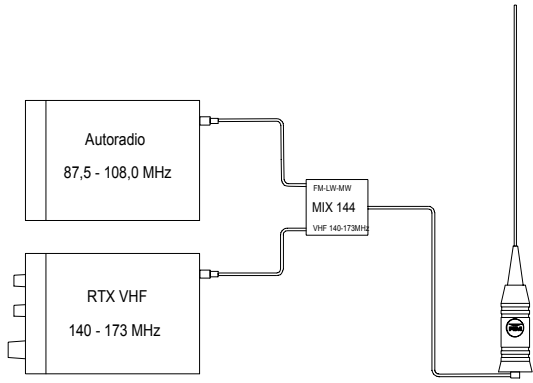 Autoradio
87,5 - 108,0 MHz
FM-LW-MW
MIX 144
VHF 140-173MHz
RTX VHF
140 - 173 MHz